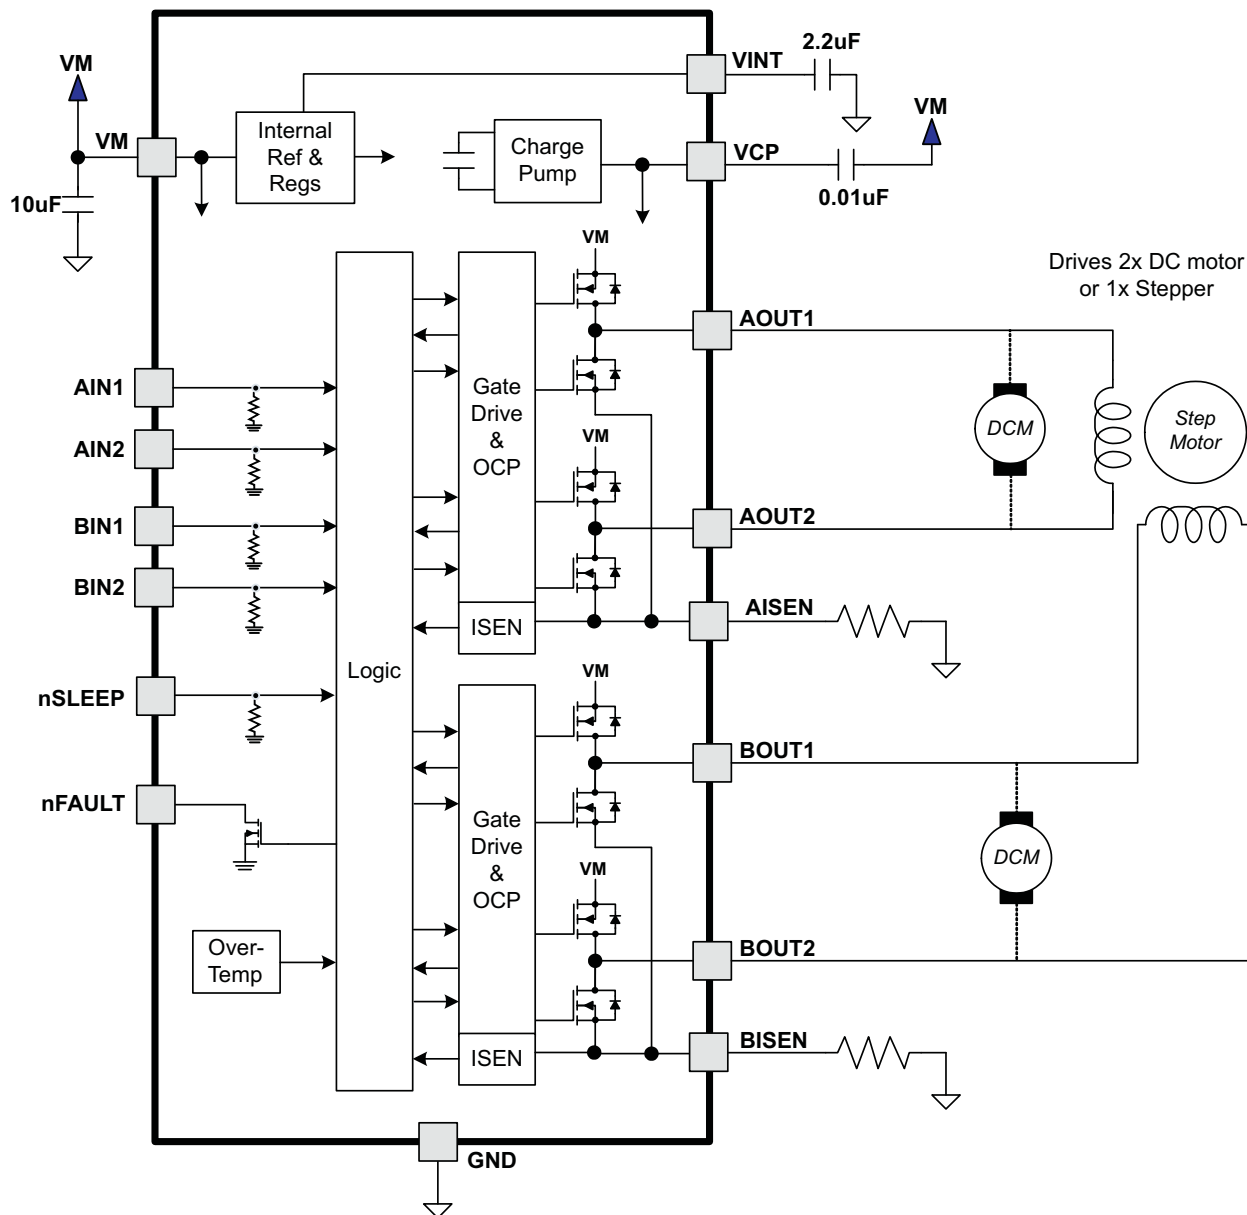 VM
VM
10uF
Internal
Ref &
Regs
Charge
Pump
VINT
2.2uF
VCP
0.01uF
VM
Drives 2x DC motor
or 1x Stepper
VM
AOUT1
Gate
Drive
&
OCP
VM
AOUT2
ISEN
AISEN
DCM
Step
Motor
AIN1
AIN2
BIN1
BIN2
nSLEEP
nFAULT
Logic
Over-
Temp
VM
BOUT1
Gate
Drive
&
OCP
VM
BOUT2
ISEN
BISEN
DCM
GND